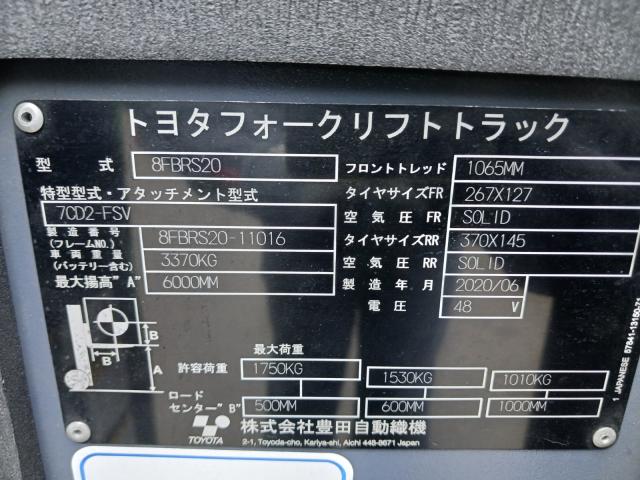 トヨタフォークリフトトラック
型式 8FBRS20
特型型式・アタッチメント型式
7CD2-FSV
製造番号(フレームNO.) 8FBRS20-11016
車両重量(バッテリー含む) 3370KG
最大揚高"A" 6000MM
フロントトレッド 1065MM
タイヤサイズFR 267X127
空気圧FR SOLID
タイヤサイズRR 370X145
空気圧RR SOLID
製造年月 2020/06
電圧 48 V
B
B A
最大荷重
許容荷重 1750KG 1530KG 1010KG
ロードセンター"B" 500MM 600MM 1000MM
TOYOTA
株式会社豊田自動織機
2-1, Toyoda-cho, Kariya-shi, Aichi 448-8671 Japan
1 JAPANESE 57841-13150-71